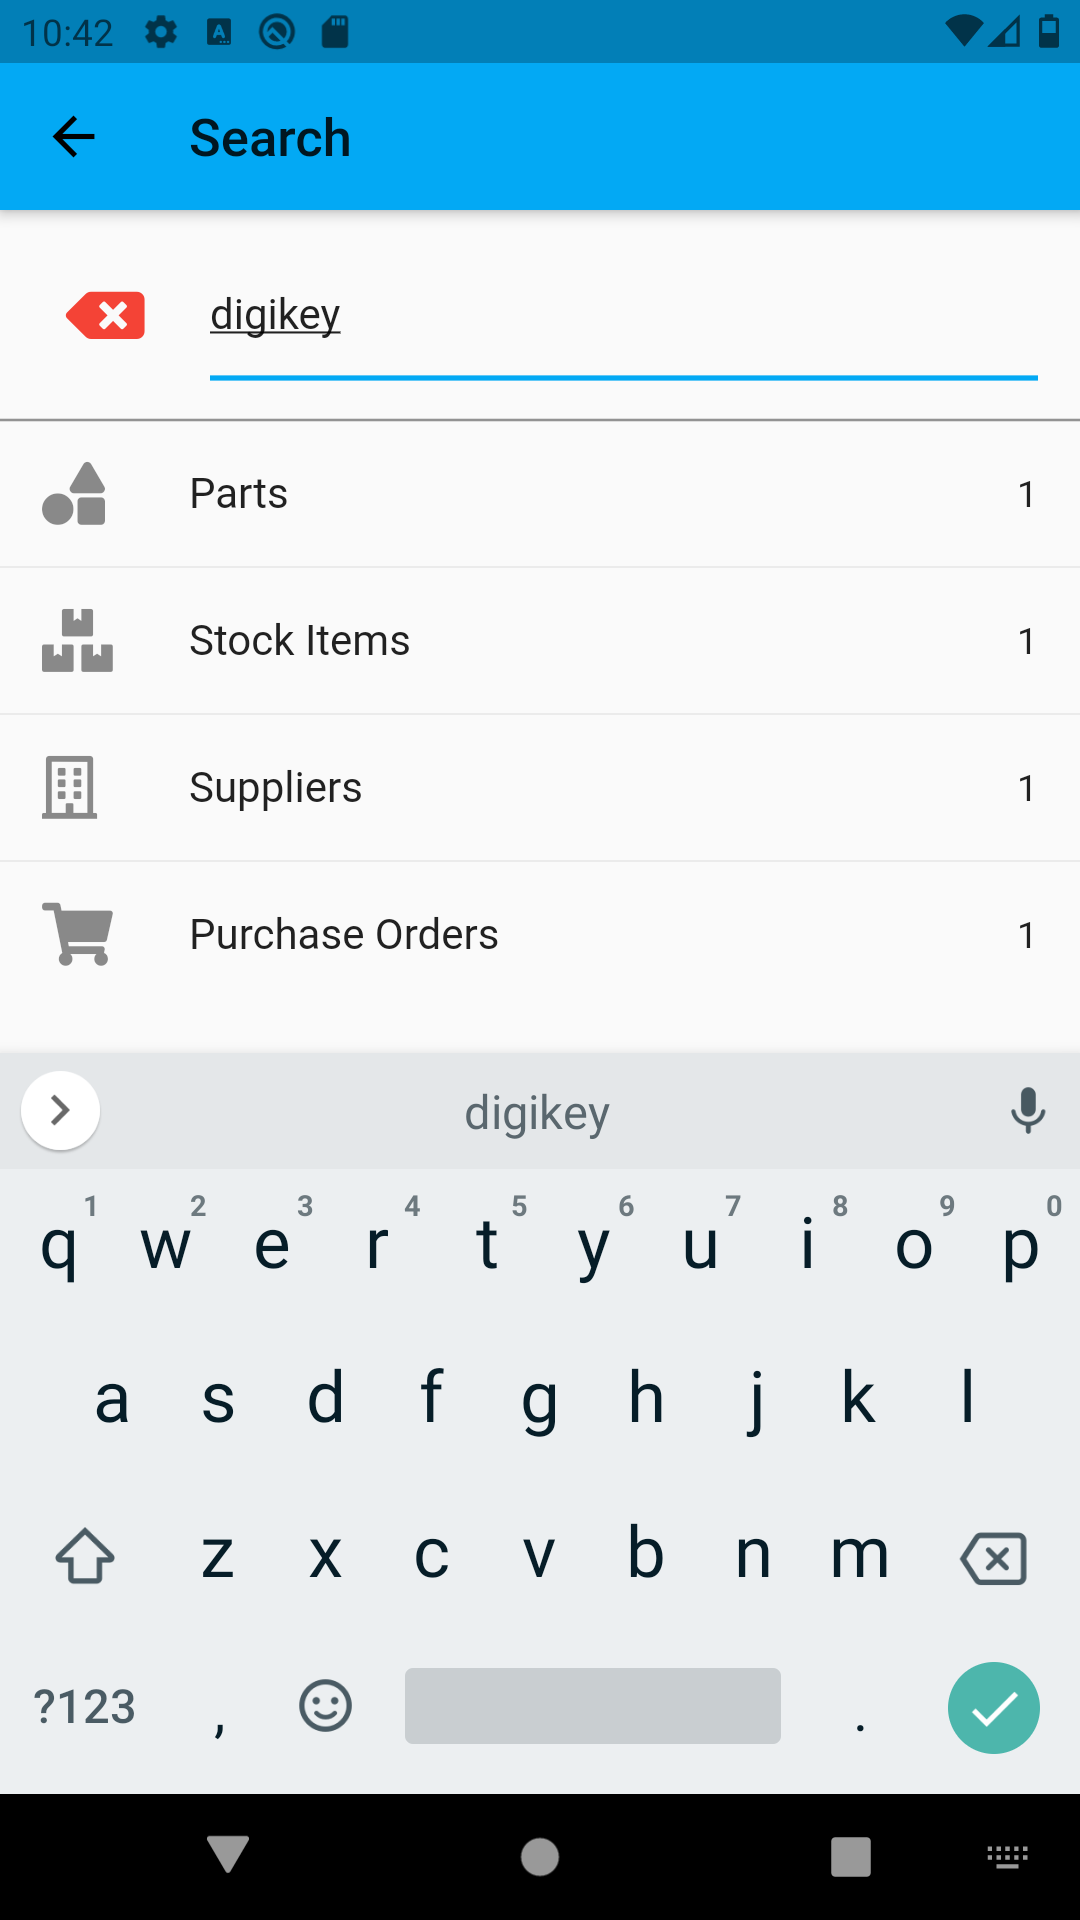 10:42
Search
digikey
Parts 1
Stock Items 1
Suppliers 1
Purchase Orders 1
digikey
1 2 3 4 5 6 7 8 9 0
q w e r t y u i o p
a s d f g h j k l
z x c v b n m
?123 , .